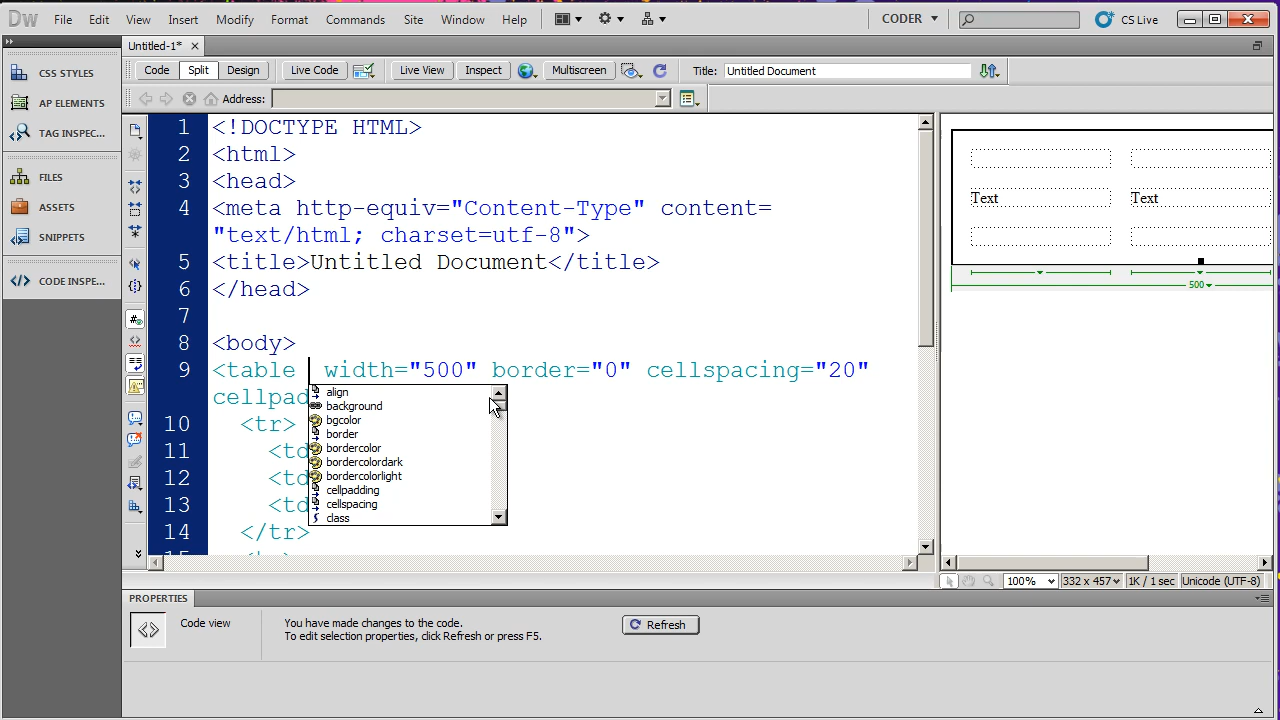 Dw File Edit View Insert Modify Format Commands Site Window Help CODER CS Live
Untitled-1*
Code Split Design Live Code Live View Inspect Multiscreen Title: Untitled Document
Address:
CSS STYLES
AP ELEMENTS
TAG INSPEC...
FILES
ASSETS
SNIPPETS
CODE INSPE...
1 <!DOCTYPE HTML>
2 <html>
3 <head>
4 <meta http-equiv="Content-Type" content=
"text/html; charset=utf-8">
5 <title>Untitled Document</title>
6 </head>
7
8 <body>
9 <table width="500" border="0" cellspacing="20"
cellpad
10 <tr>
11 <td
12 <td
13 <td
14 </tr>
align
background
bgcolor
border
bordercolor
bordercolordark
bordercolorlight
cellpadding
cellspacing
class
Text Text
500
100% 332 x 457 1K / 1 sec Unicode (UTF-8)
PROPERTIES
Code view
You have made changes to the code.
To edit selection properties, click Refresh or press F5.
Refresh